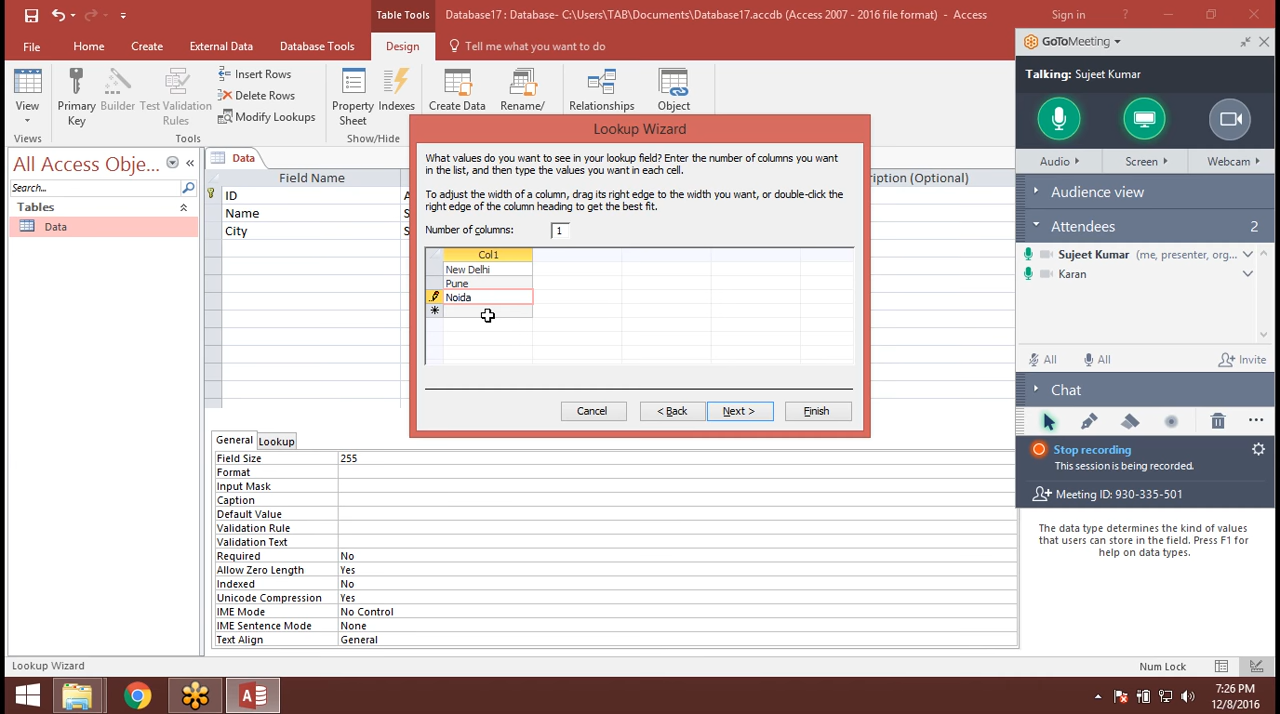 Table Tools
Database17 : Database- C:\Users\TAB\Documents\Database17.accdb (Access 2007 - 2016 file format) - Access
Sign in
?
File
Home
Create
External Data
Database Tools
Design
Tell me what you want to do
View
Primary Key
Builder
Test Validation Rules
Insert Rows
Delete Rows
Modify Lookups
Property Sheet
Indexes
Create Data
Rename/
Relationships
Object
Views
Tools
Show/Hide
All Access Obje...
Search...
Tables
Data
Data
Field Name
ription (Optional)
ID
A
Name
S
City
S
Lookup Wizard
What values do you want to see in your lookup field? Enter the number of columns you want
in the list, and then type the values you want in each cell.
To adjust the width of a column, drag its right edge to the width you want, or double-click the
right edge of the column heading to get the best fit.
Number of columns: 1
Col1
New Delhi
Pune
Noida
Cancel
< Back
Next >
Finish
General
Lookup
Field Size 255
Format
Input Mask
Caption
Default Value
Validation Rule
Validation Text
Required No
Allow Zero Length Yes
Indexed No
Unicode Compression Yes
IME Mode No Control
IME Sentence Mode None
Text Align General
GoToMeeting
Talking: Sujeet Kumar
Audio
Screen
Webcam
Audience view
Attendees 2
Sujeet Kumar (me, presenter, org...
Karan
All
All
Invite
Chat
Stop recording
This session is being recorded.
Meeting ID: 930-335-501
The data type determines the kind of values
that users can store in the field. Press F1 for
help on data types.
Lookup Wizard
Num Lock
7:26 PM
12/8/2016